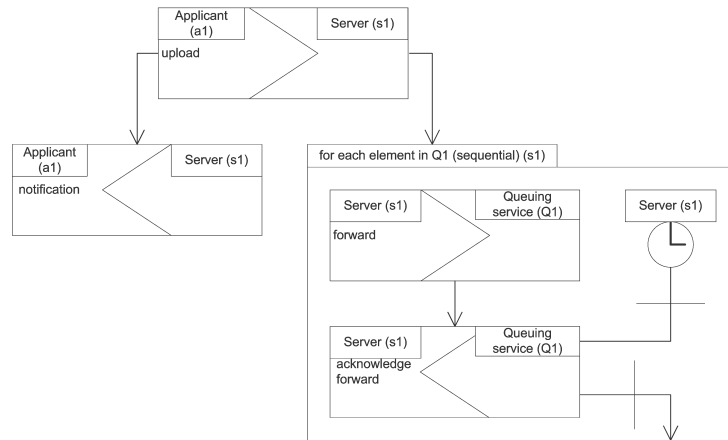 Applicant
(a1)
Server (s1)
upload
Applicant
(a1)
Server (s1)
notification
for each element in Q1 (sequential) (s1)
Server (s1)
Queuing
service (Q1)
forward
Server (s1)
Server (s1)
Queuing
service (Q1)
acknowledge
forward